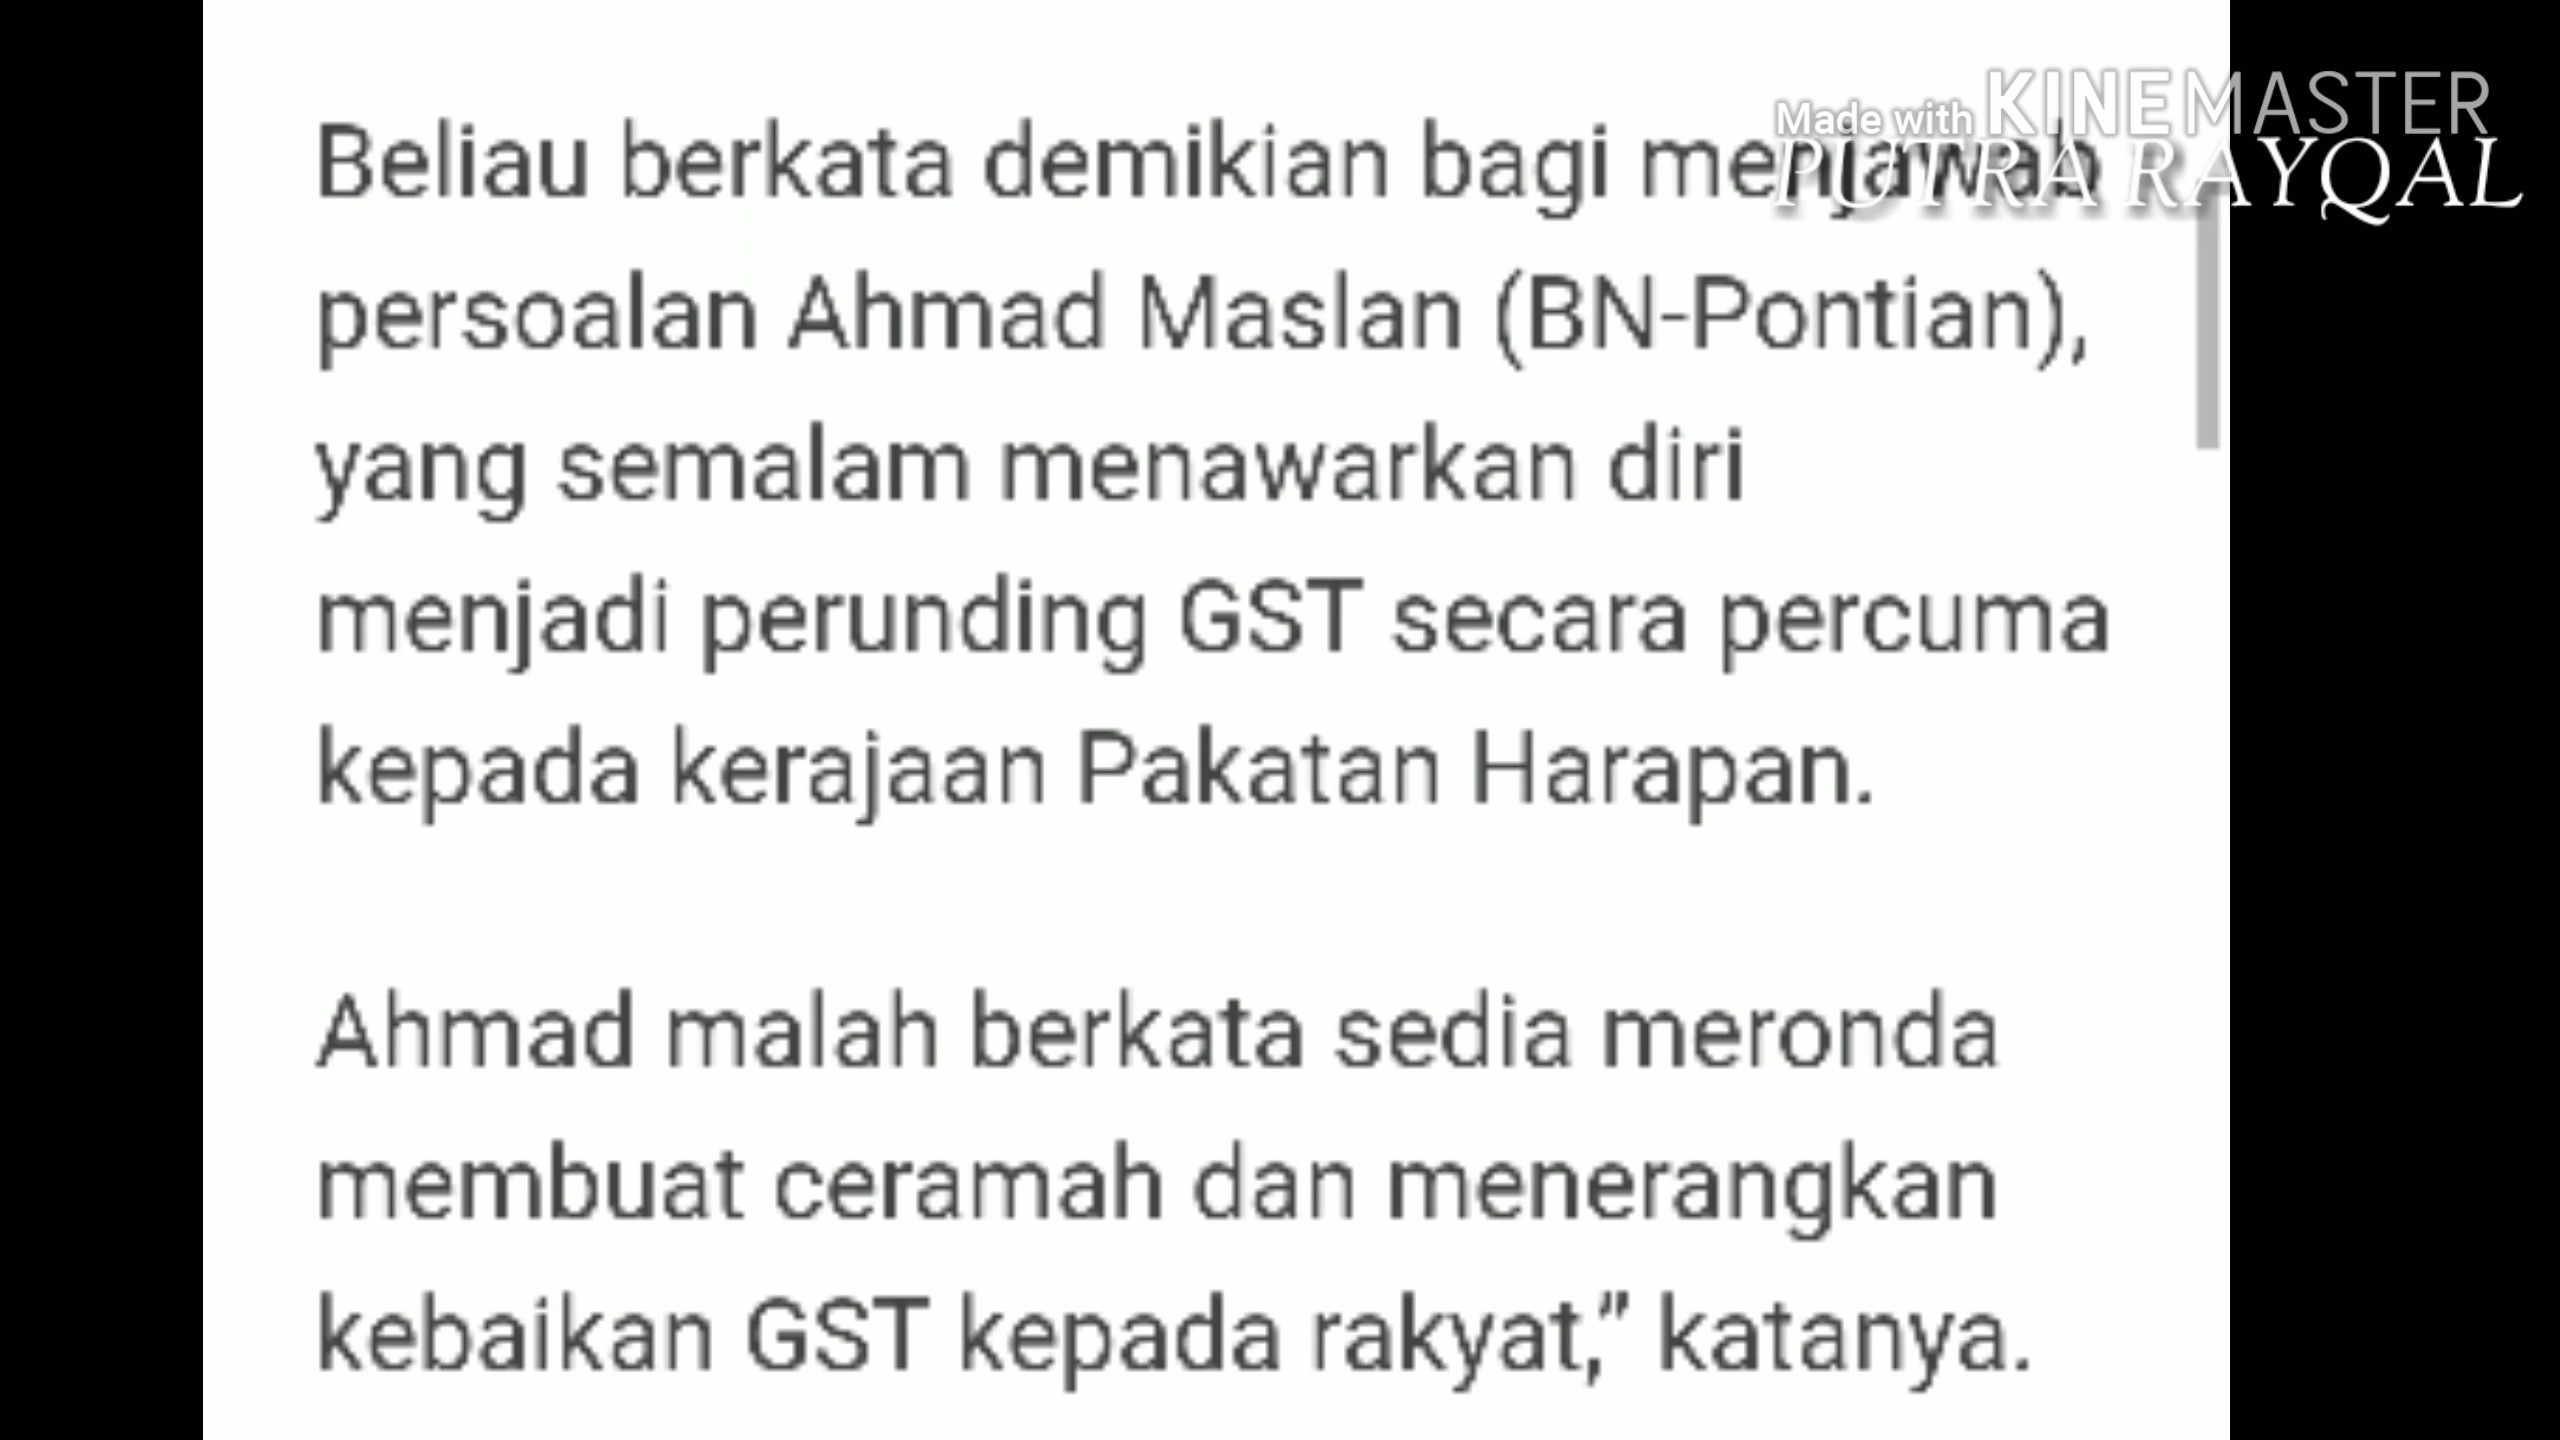 Made with KINEMASTER
PUTRA RAYQAL
Beliau berkata demikian bagi menjawab
persoalan Ahmad Maslan (BN-Pontian),
yang semalam menawarkan diri
menjadi perunding GST secara percuma
kepada kerajaan Pakatan Harapan.
Ahmad malah berkata sedia meronda
membuat ceramah dan menerangkan
kebaikan GST kepada rakyat,” katanya.